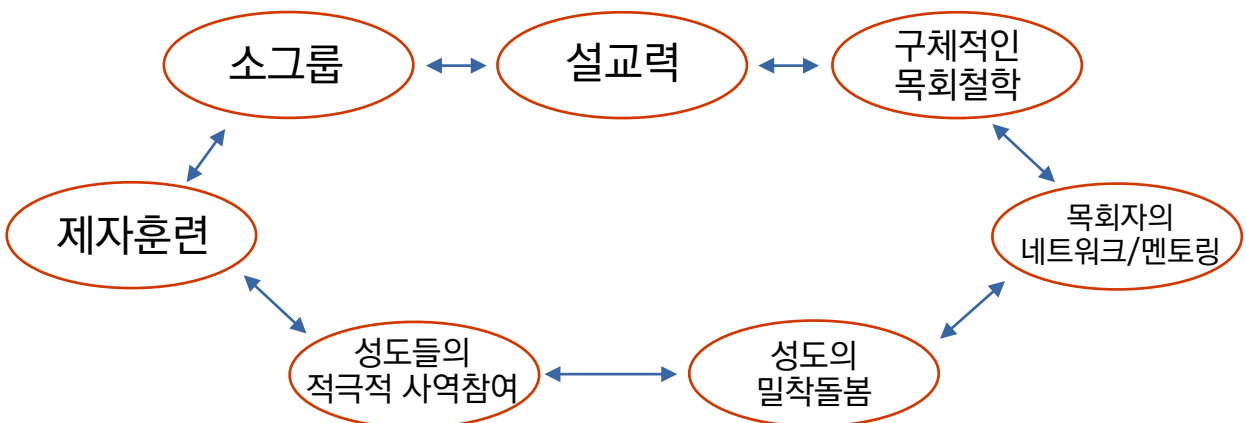 소그룹
설교력
구체적인
목회철학
제자훈련
목회자의
네트워크/멘토링
성도들의
적극적 사역참여
성도의
밀착돌봄